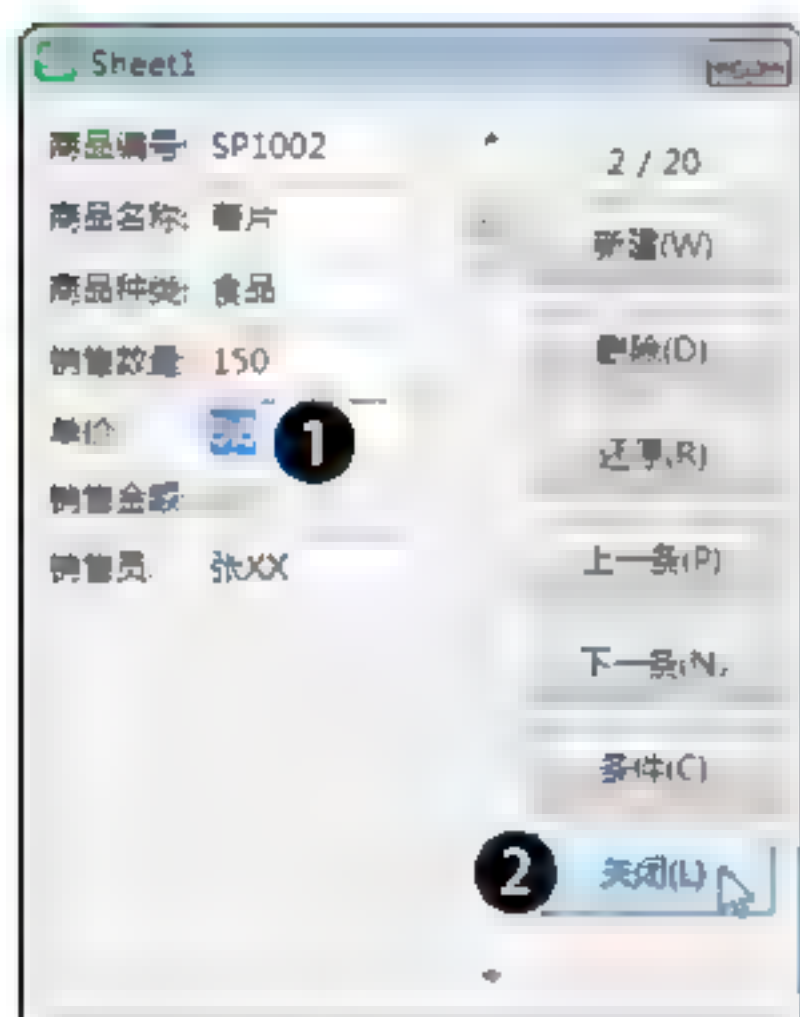 Sheet1
商品编号: SP1002
商品名称: 薯片
商品种类: 食品
销售数量: 150
单价:
1
销售金额:
销售员: 张XX
2 / 20
新建(W)
删除(D)
还原(R)
上一条(P)
下一条(N)
条件(C)
2
关闭(L)